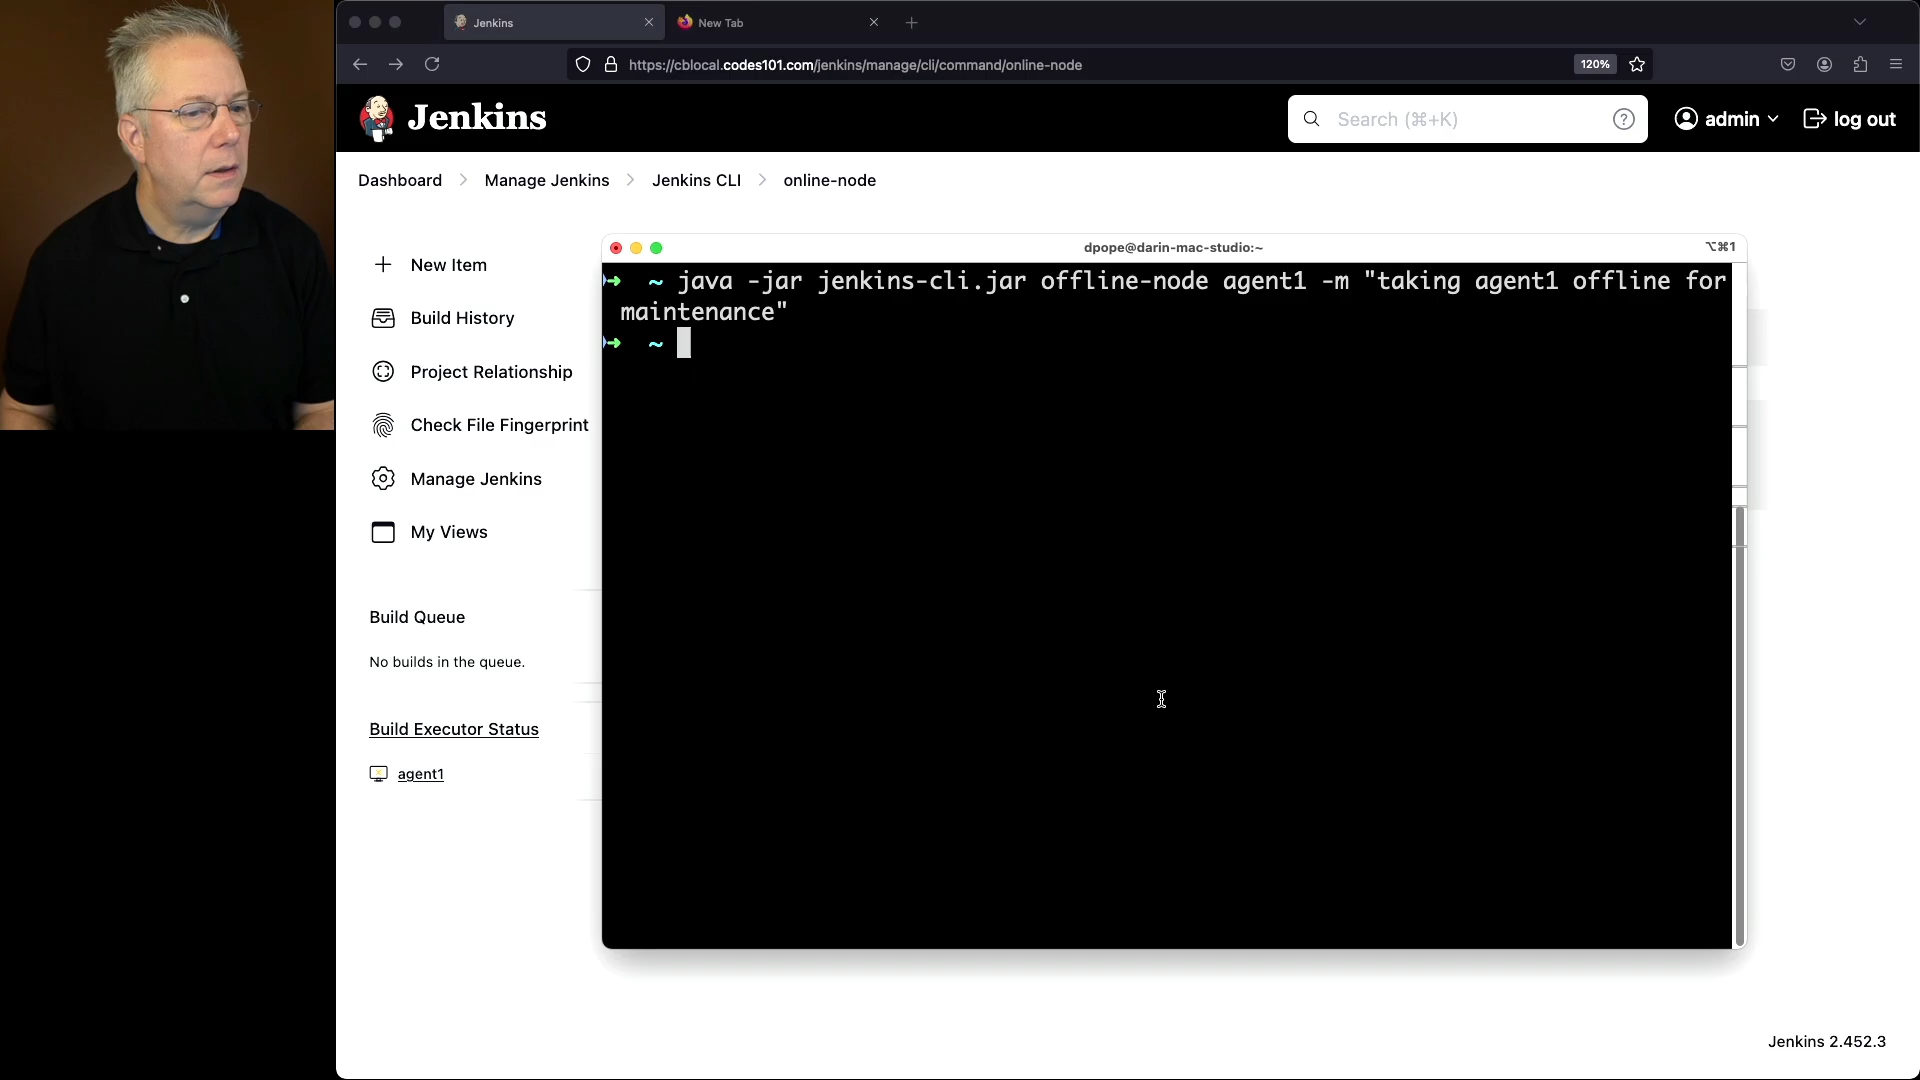 Jenkins
New Tab
https://cblocal.codes101.com/jenkins/manage/cli/command/online-node
120%
Jenkins
Search (⌘+K)
admin
log out
Dashboard > Manage Jenkins > Jenkins CLI > online-node
New Item
Build History
Project Relationship
Check File Fingerprint
Manage Jenkins
My Views
Build Queue
No builds in the queue.
Build Executor Status
agent1
dpope@darin-mac-studio:~
⌥⌘1
➜ ~ java -jar jenkins-cli.jar offline-node agent1 -m "taking agent1 offline for
maintenance"
➜ ~
Jenkins 2.452.3